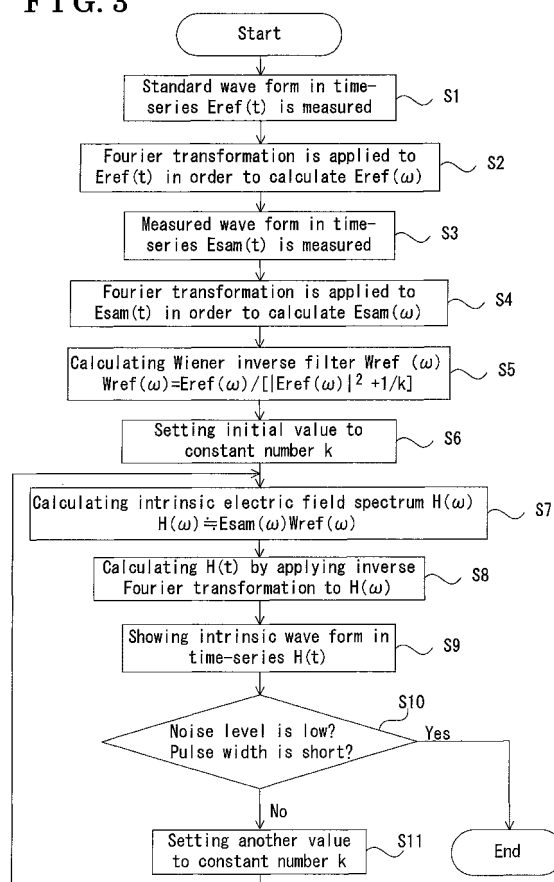 FIG. 3
Start
Standard wave form in time-
series Eref(t) is measured
S1
Fourier transformation is applied to
Eref(t) in order to calculate Eref(ω)
S2
Measured wave form in time-
series Esam(t) is measured
S3
Fourier transformation is applied to
Esam(t) in order to calculate Esam(ω)
S4
Calculating Wiener inverse filter Wref (ω)
Wref(ω)=Eref(ω)/[|Eref(ω)|² +1/k]
S5
Setting initial value to
constant number k
S6
Calculating intrinsic electric field spectrum H(ω)
H(ω)≒Esam(ω)Wref(ω)
S7
Calculating H(t) by applying inverse
Fourier transformation to H(ω)
S8
Showing intrinsic wave form in
time-series H(t)
S9
S10
Noise level is low?
Pulse width is short?
Yes
No
Setting another value
to constant number k
S11
End